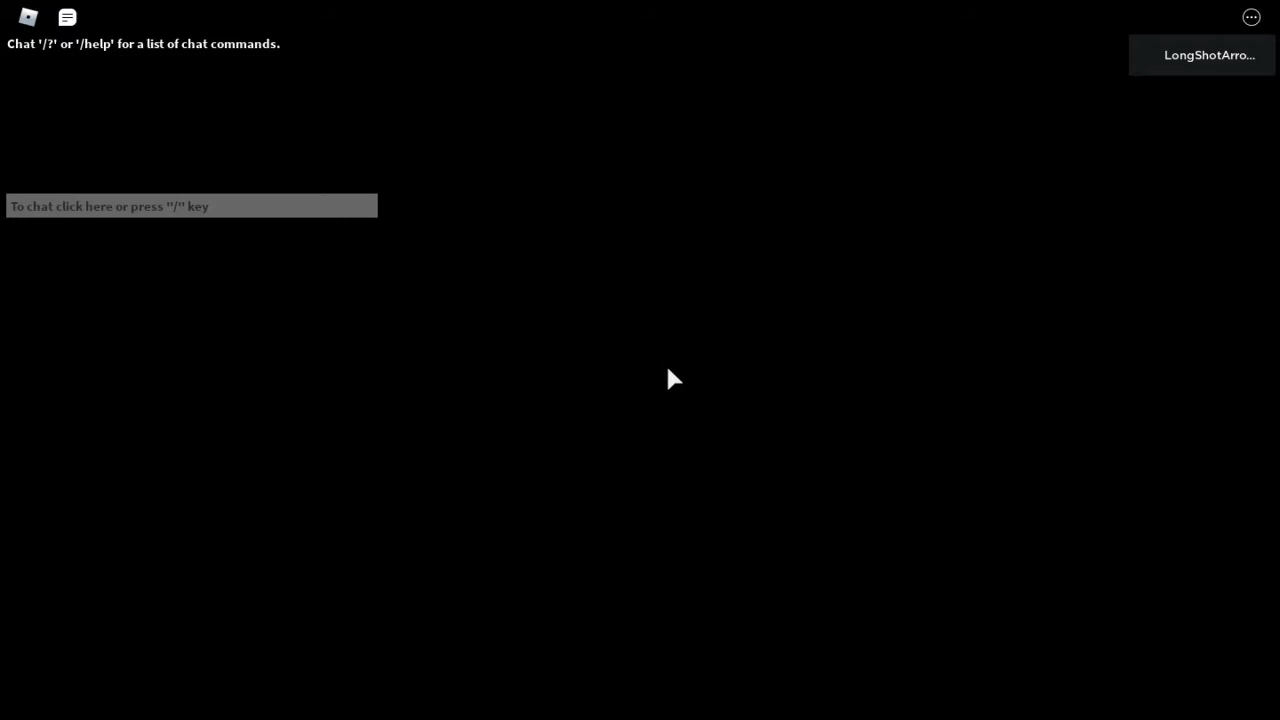 Chat '/?' or '/help' for a list of chat commands.
LongShotArro...
To chat click here or press "/" key